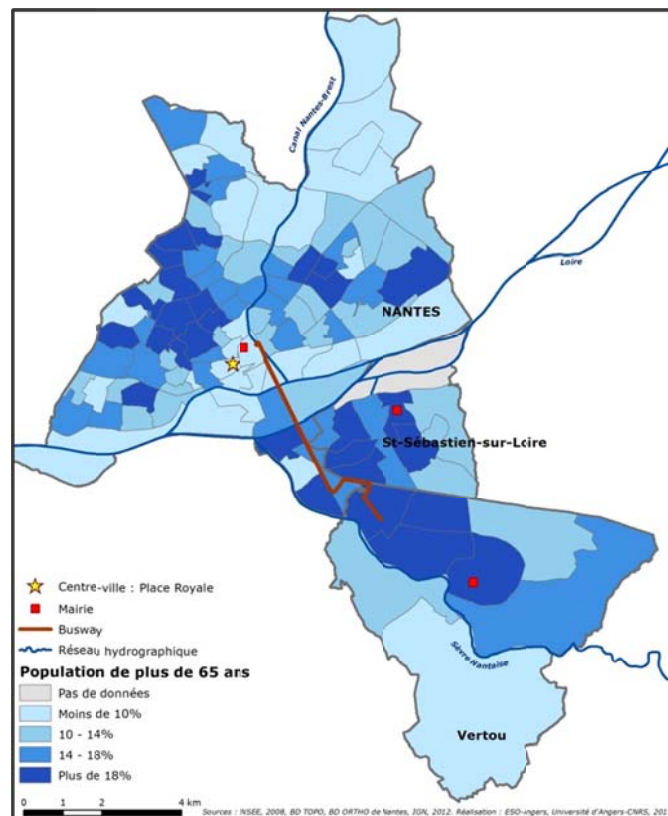 Canal Nantes-Brest
Loire
NANTES
St-Sébastien-sur-Loire
Sèvre Nantaise
Vertou
Centre-ville : Place Royale
Mairie
Busway
Réseau hydrographique
Population de plus de 65 ans
Pas de données
Moins de 10%
10 - 14%
14 - 18%
Plus de 18%
0 1 2 4 km
Sources : INSEE, 2008, BD TOPO, BD ORTHO de Nantes, IGN, 2012. Réalisation : ESO-Angers, Université d'Angers-CNRS, 201